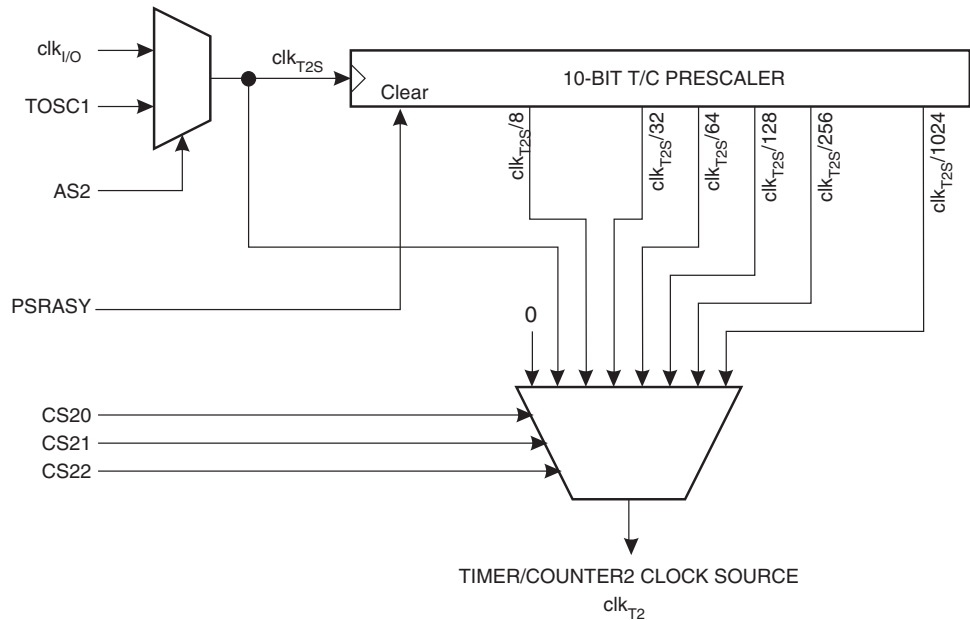 clkI/O
clkT2S
10-BIT T/C PRESCALER
TOSC1
Clear
clkT2S/8
clkT2S/32
clkT2S/64
clkT2S/128
clkT2S/256
clkT2S/1024
AS2
PSRASY
0
CS20
CS21
CS22
TIMER/COUNTER2 CLOCK SOURCE
clkT2